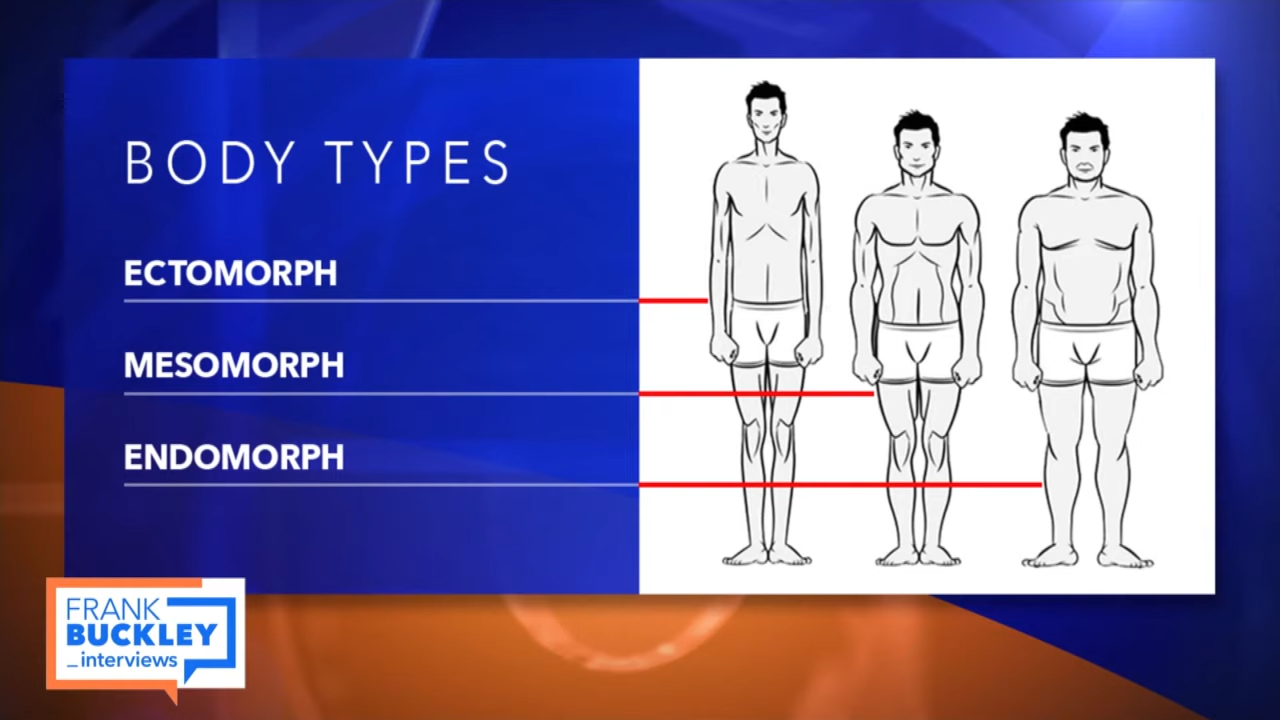 BODY TYPES
ECTOMORPH
MESOMORPH
ENDOMORPH
FRANK
BUCKLEY
_interviews